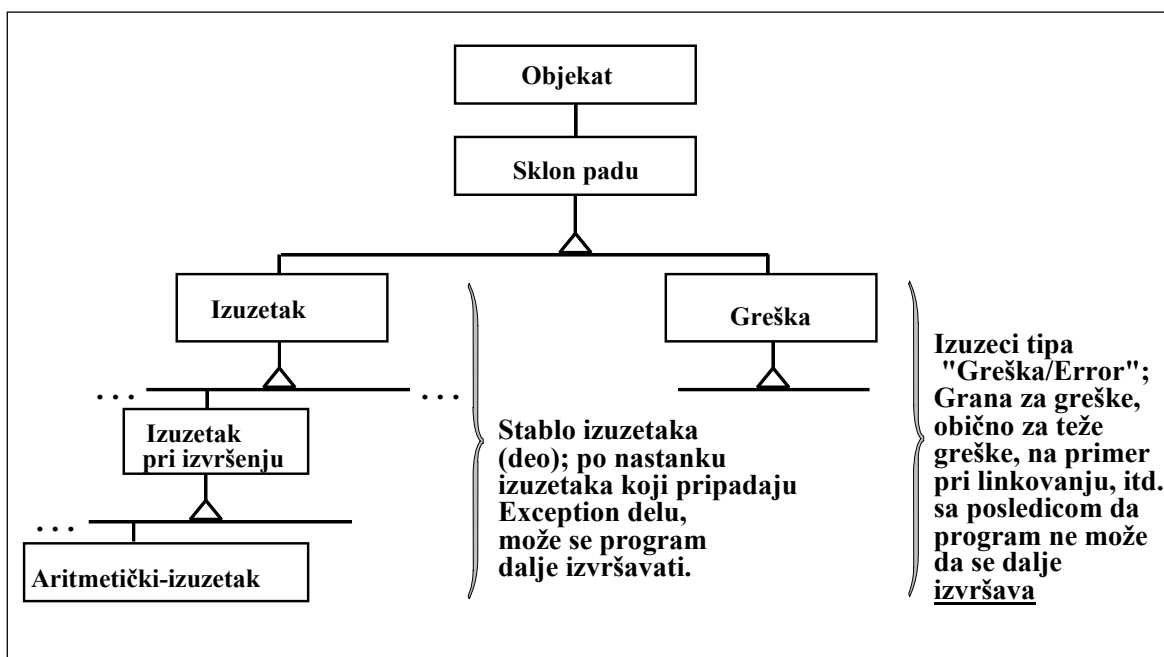 Objekat
Sklon padu
Izuzetak
Greška
. . .
. . .
Izuzetak
pri izvršenju
. . .
Aritmetički-izuzetak
Stablo izuzetaka
(deo); po nastanku
izuzetaka koji pripadaju
Exception delu,
može se program
dalje izvršavati.
Izuzeci tipa
"Greška/Error";
Grana za greške,
obično za teže
greške, na primer
pri linkovanju, itd.
sa posledicom da
program ne može
da se dalje
izvršava